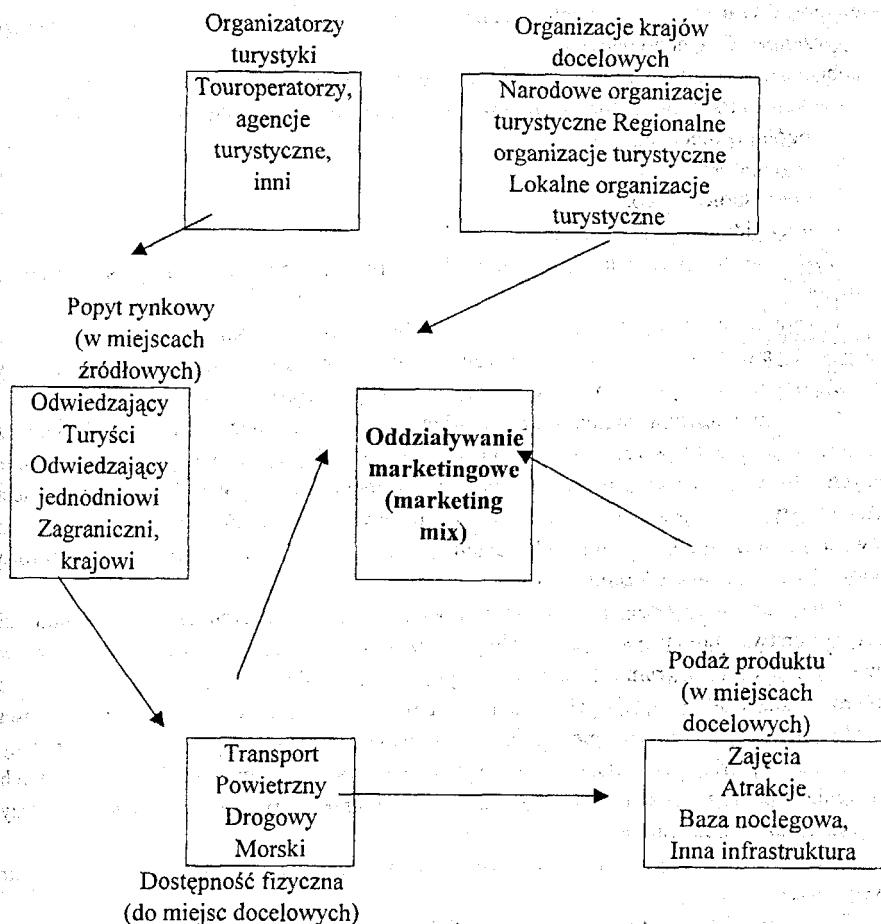 Organizatorzy
turystyki
Touroperatorzy,
agencje
turystyczne,
inni
Organizacje krajów
docelowych
Narodowe organizacje
turystyczne Regionalne
organizacje turystyczne
Lokalne organizacje
turystyczne
Popyt rynkowy
(w miejscach
źródłowych)
Odwiedzający
Turyści
Odwiedzający
jednodniowi
Zagraniczni,
krajowi
Oddziaływanie
marketingowe
(marketing
mix)
Transport
Powietrzny
Drogowy
Morski
Dostępność fizyczna
(do miejsc docelowych)
Podaż produktu
(w miejscach
docelowych)
Zajęcia
Atrakcje
Baza noclegowa,
Inna infrastruktura